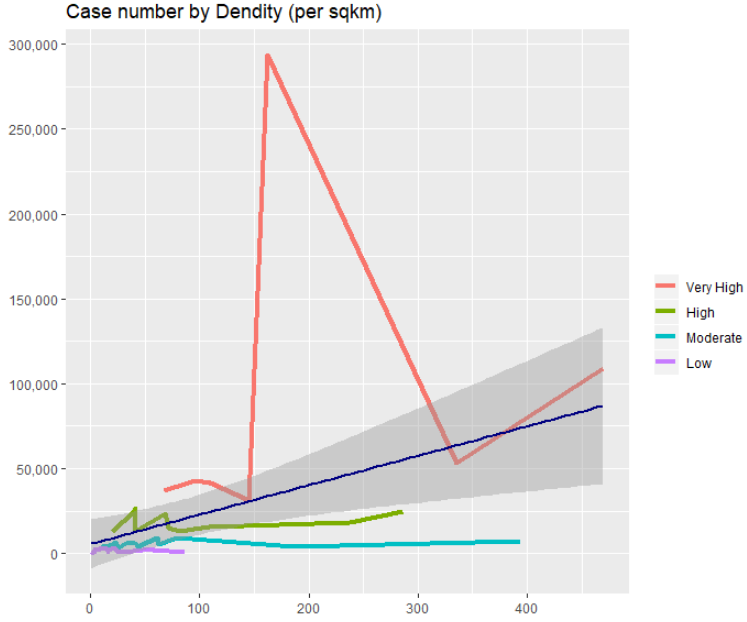 Case number by Dendity (per sqkm)
300,000
250,000
200,000
150,000
100,000
50,000
0
0 100 200 300 400
Very High
High
Moderate
Low